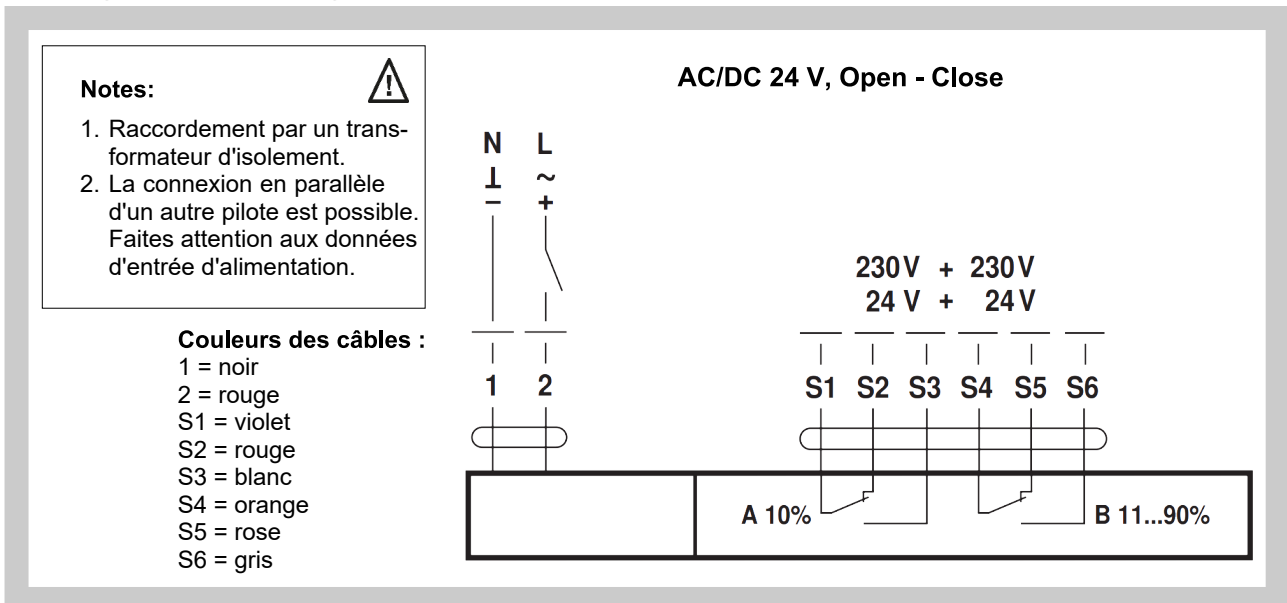 Notes:
1. Raccordement par un trans-
formateur d'isolement.
2. La connexion en parallèle
d'un autre pilote est possible.
Faites attention aux données
d'entrée d'alimentation.
Couleurs des câbles :
1 = noir
2 = rouge
S1 = violet
S2 = rouge
S3 = blanc
S4 = orange
S5 = rose
S6 = gris
AC/DC 24 V, Open - Close
N L
⊥ ~
– +
1 2
230 V + 230 V
24 V + 24 V
S1 S2 S3 S4 S5 S6
A 10%
B 11...90%